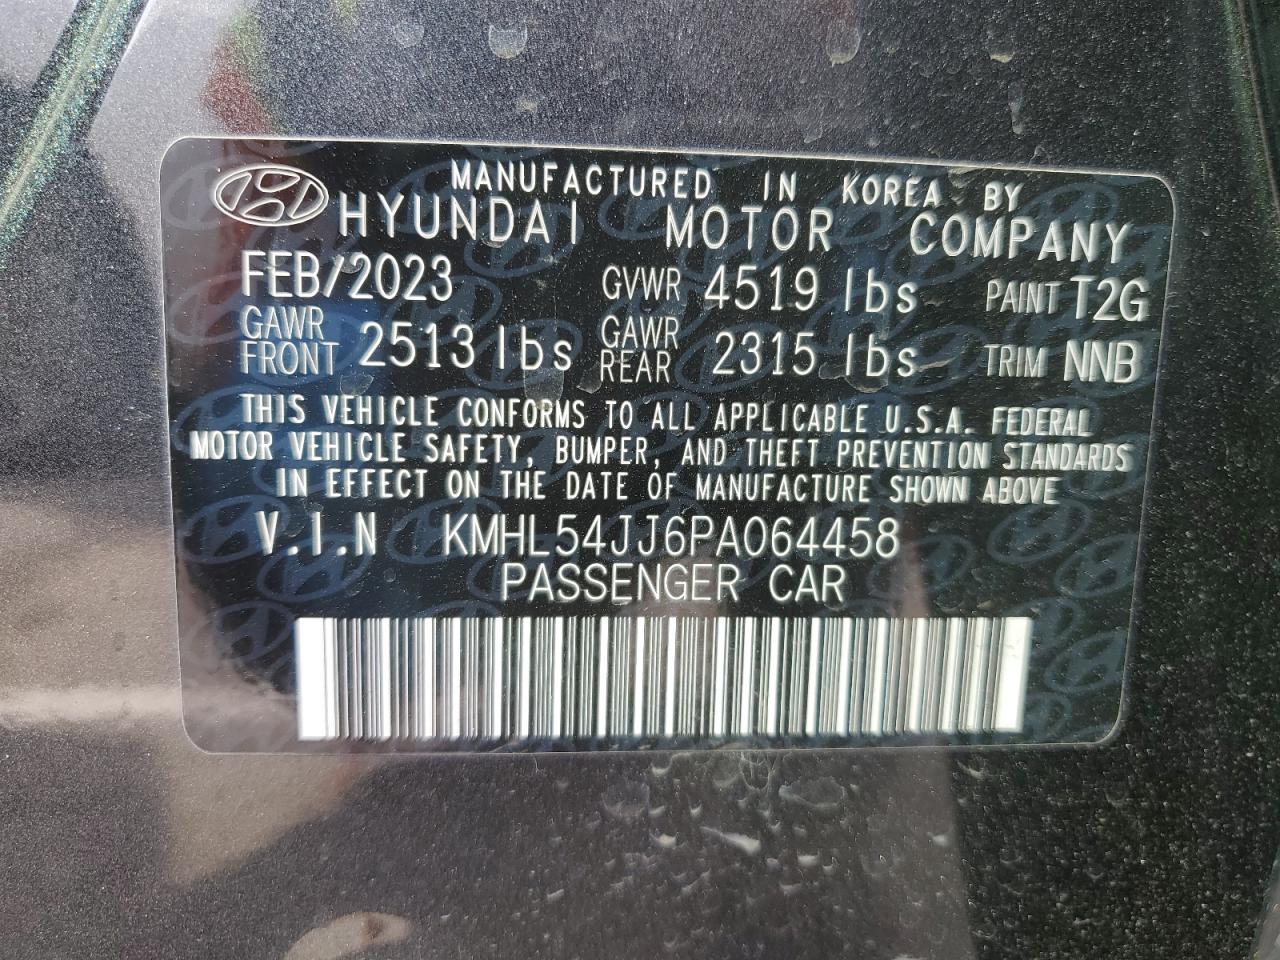 MANUFACTURED IN KOREA BY
HYUNDAI MOTOR COMPANY
FEB/2023 GVWR 4519 lbs PAINT T2G
GAWR FRONT 2513 lbs GAWR REAR 2315 lbs TRIM NNB
THIS VEHICLE CONFORMS TO ALL APPLICABLE U.S.A. FEDERAL
MOTOR VEHICLE SAFETY, BUMPER, AND THEFT PREVENTION STANDARDS
IN EFFECT ON THE DATE OF MANUFACTURE SHOWN ABOVE
V.I.N KMHL54JJ6PA064458
PASSENGER CAR